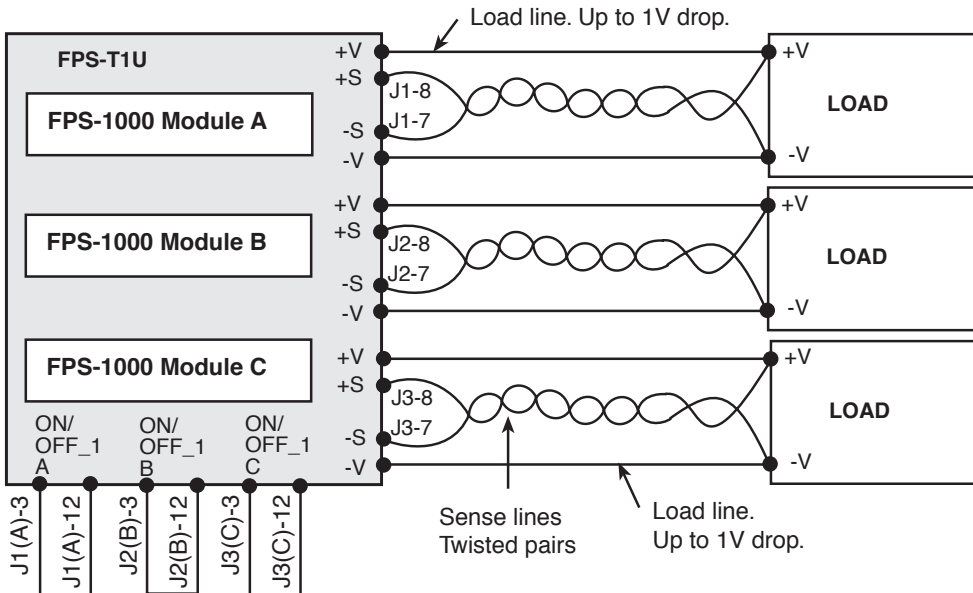 Load line. Up to 1V drop.
FPS-T1U
+V
+V
+S
J1-8
FPS-1000 Module A
LOAD
J1-7
-S
-V
-V
+V
+V
+S
FPS-1000 Module B
J2-8
LOAD
J2-7
-S
-V
-V
+V
+V
FPS-1000 Module C
+S
J3-8
LOAD
J3-7
-S
-V
-V
ON/
OFF_1
A
ON/
OFF_1
B
ON/
OFF_1
C
J1(A)-3
J1(A)-12
J2(B)-3
J2(B)-12
J3(C)-3
J3(C)-12
Sense lines
Twisted pairs
Load line.
Up to 1V drop.